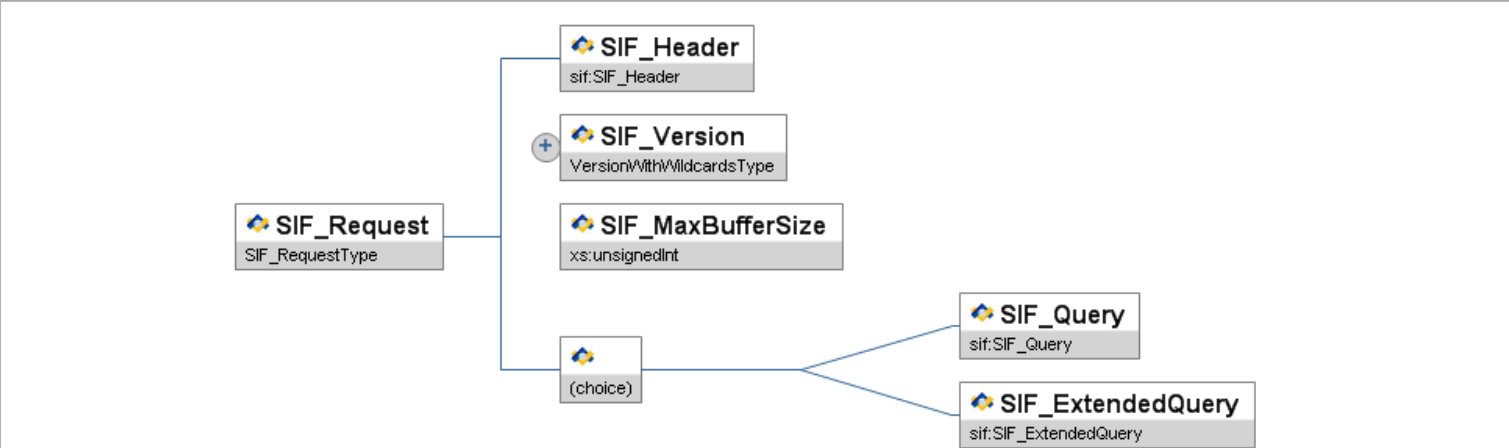 SIF_Header
sif:SIF_Header
+
SIF_Version
VersionWithWildcardsType
SIF_Request
SIF_RequestType
SIF_MaxBufferSize
xs:unsignedInt
SIF_Query
sif:SIF_Query
(choice)
SIF_ExtendedQuery
sif:SIF_ExtendedQuery